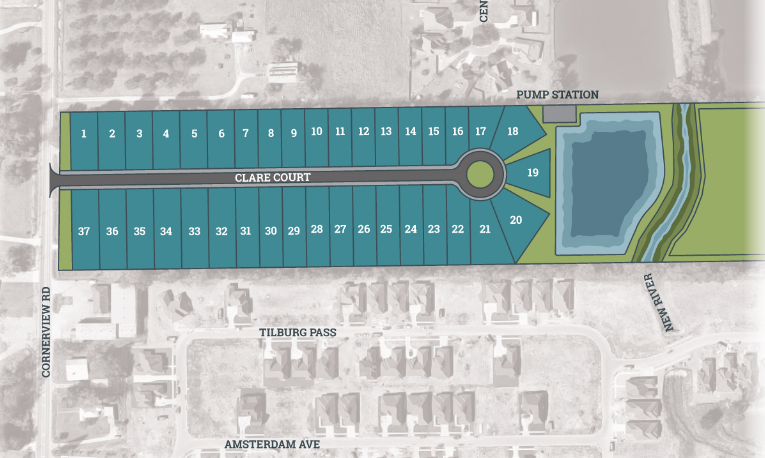 CEN
PUMP STATION
1 2 3 4 5 6 7 8 9 10 11 12 13 14 15 16 17 18
CLARE COURT
19
37 36 35 34 33 32 31 30 29 28 27 26 25 24 23 22 21 20
CORNERVIEW RD
NEW RIVER
TILBURG PASS
AMSTERDAM AVE